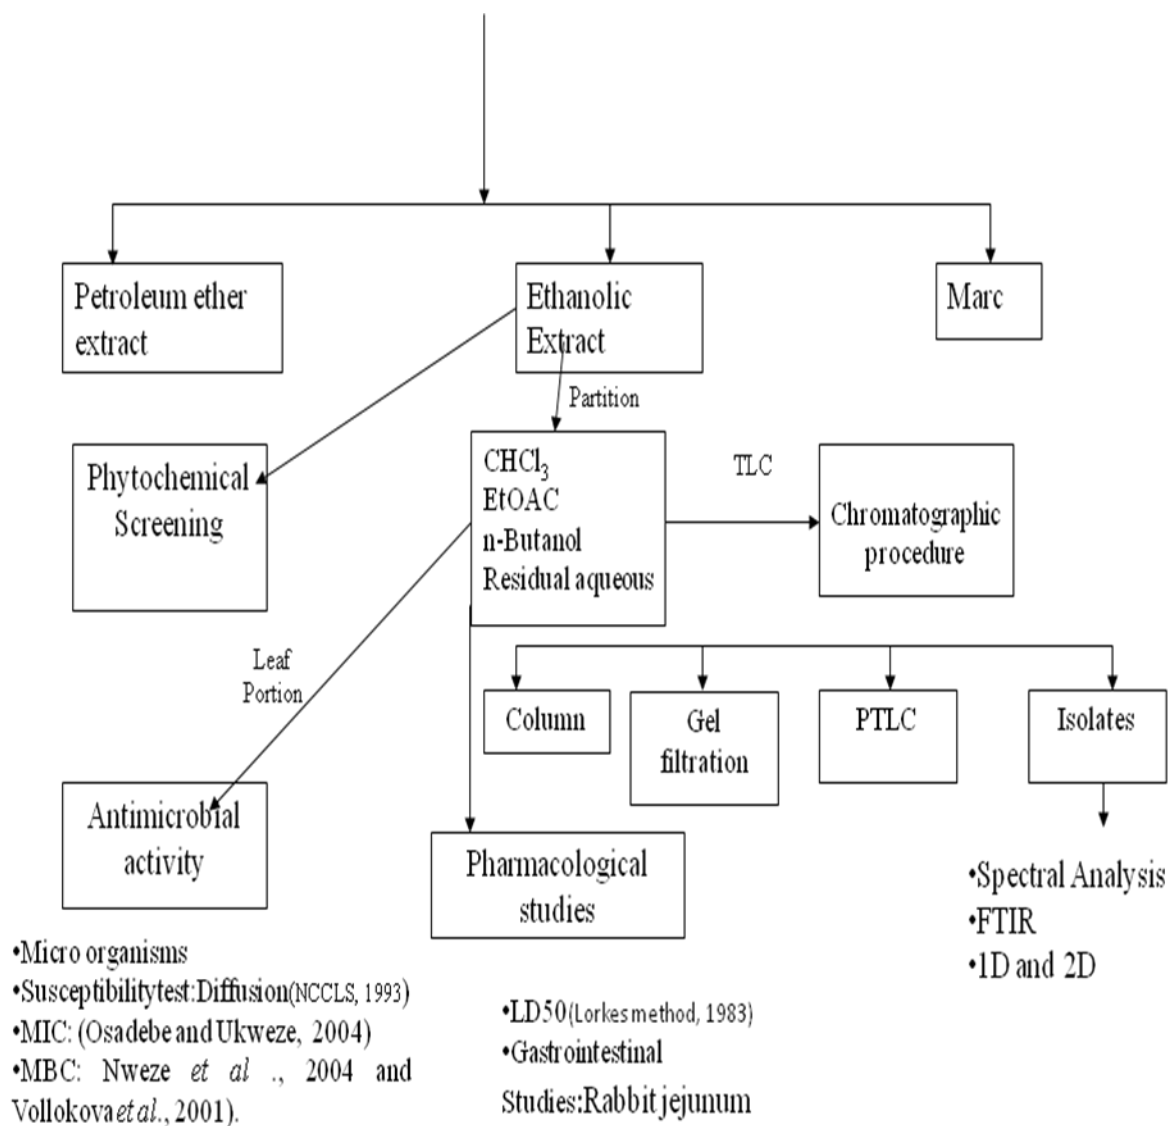 Petroleum ether
extract
Ethanolic
Extract
Marc
Partition
Phytochemical
Screening
CHCl₃
EtOAC
n-Butanol
Residual aqueous
TLC
Chromatographic
procedure
Leaf
Portion
Column
Gel
filtration
PTLC
Isolates
Antimicrobial
activity
Pharmacological
studies
•Spectral Analysis
•FTIR
•1D and 2D
•Micro organisms
•Susceptibilitytest:Diffusion(NCCLS, 1993)
•MIC: (Osadebe and Ukweze, 2004)
•MBC: Nweze et al ., 2004 and
Vollokova et al., 2001).
•LD50(Lorkes method, 1983)
•Gastrointestinal
Studies:Rabbit jejunum